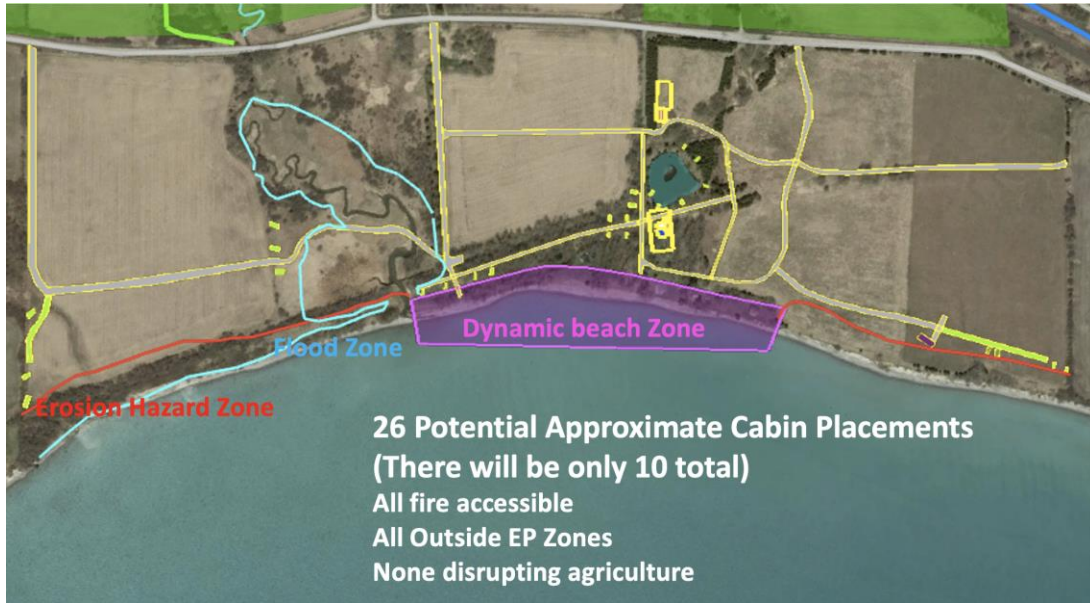 Dynamic beach Zone
Flood Zone
Erosion Hazard Zone
26 Potential Approximate Cabin Placements
(There will be only 10 total)
All fire accessible
All Outside EP Zones
None disrupting agriculture